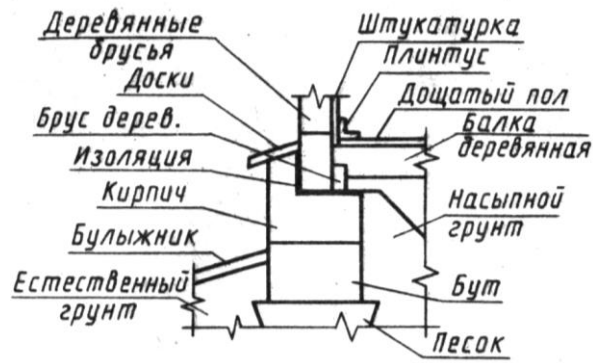 Деревянные
брусья
Доски
Брус дерев.
Изоляция
Кирпич
Булыжник
Естественный
грунт
Штукатурка
Плинтус
Дощатый пол
Балка
деревянная
Насыпной
грунт
Бут
Песок